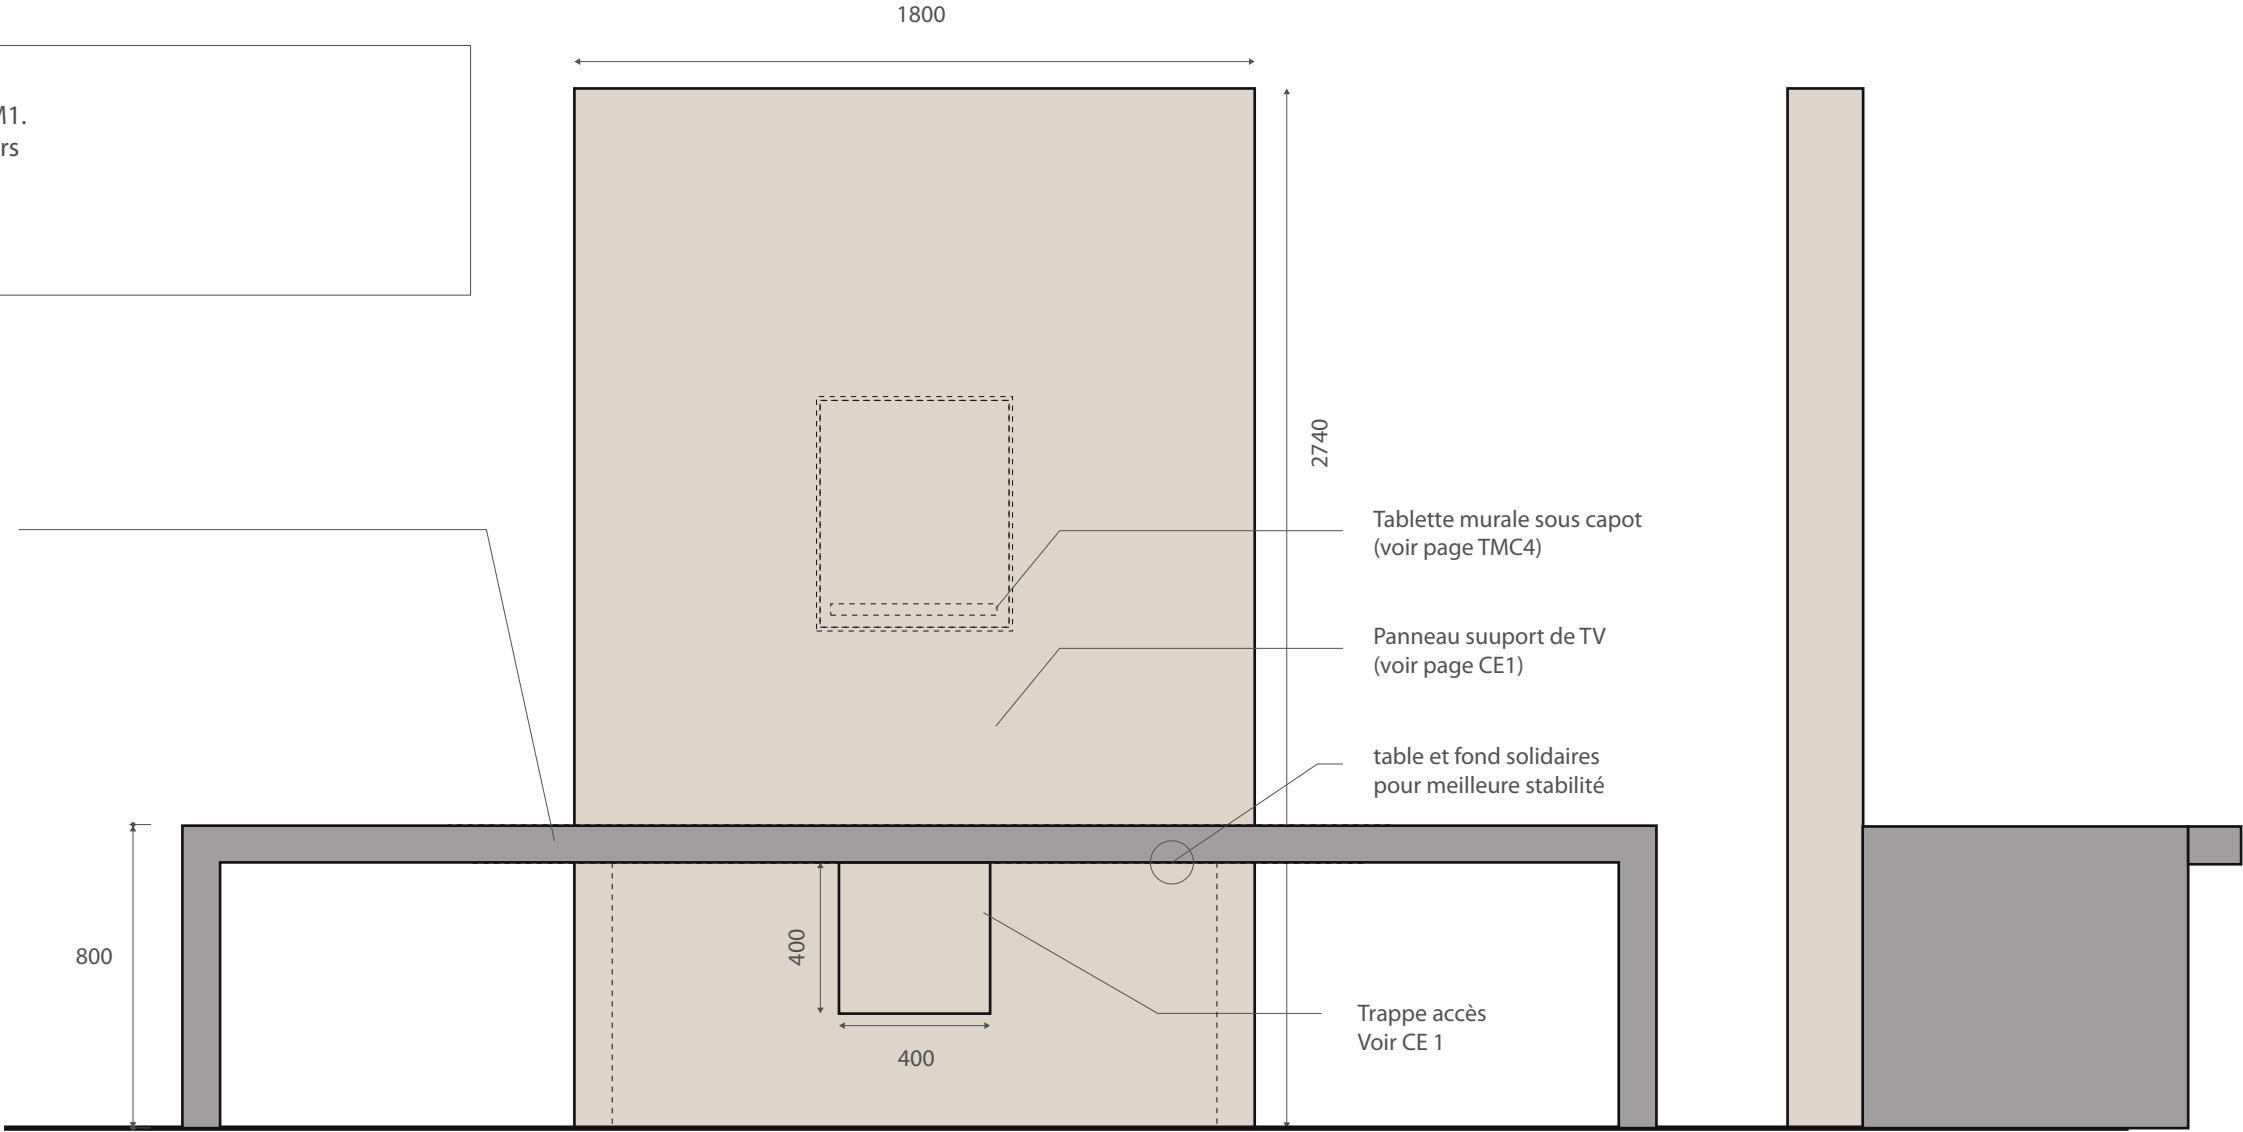 1800
M1.
rs
2740
Tablette murale sous capot
(voir page TMC4)
Panneau suuport de TV
(voir page CE1)
table et fond solidaires
pour meilleure stabilité
800
400
400
Trappe accès
Voir CE 1